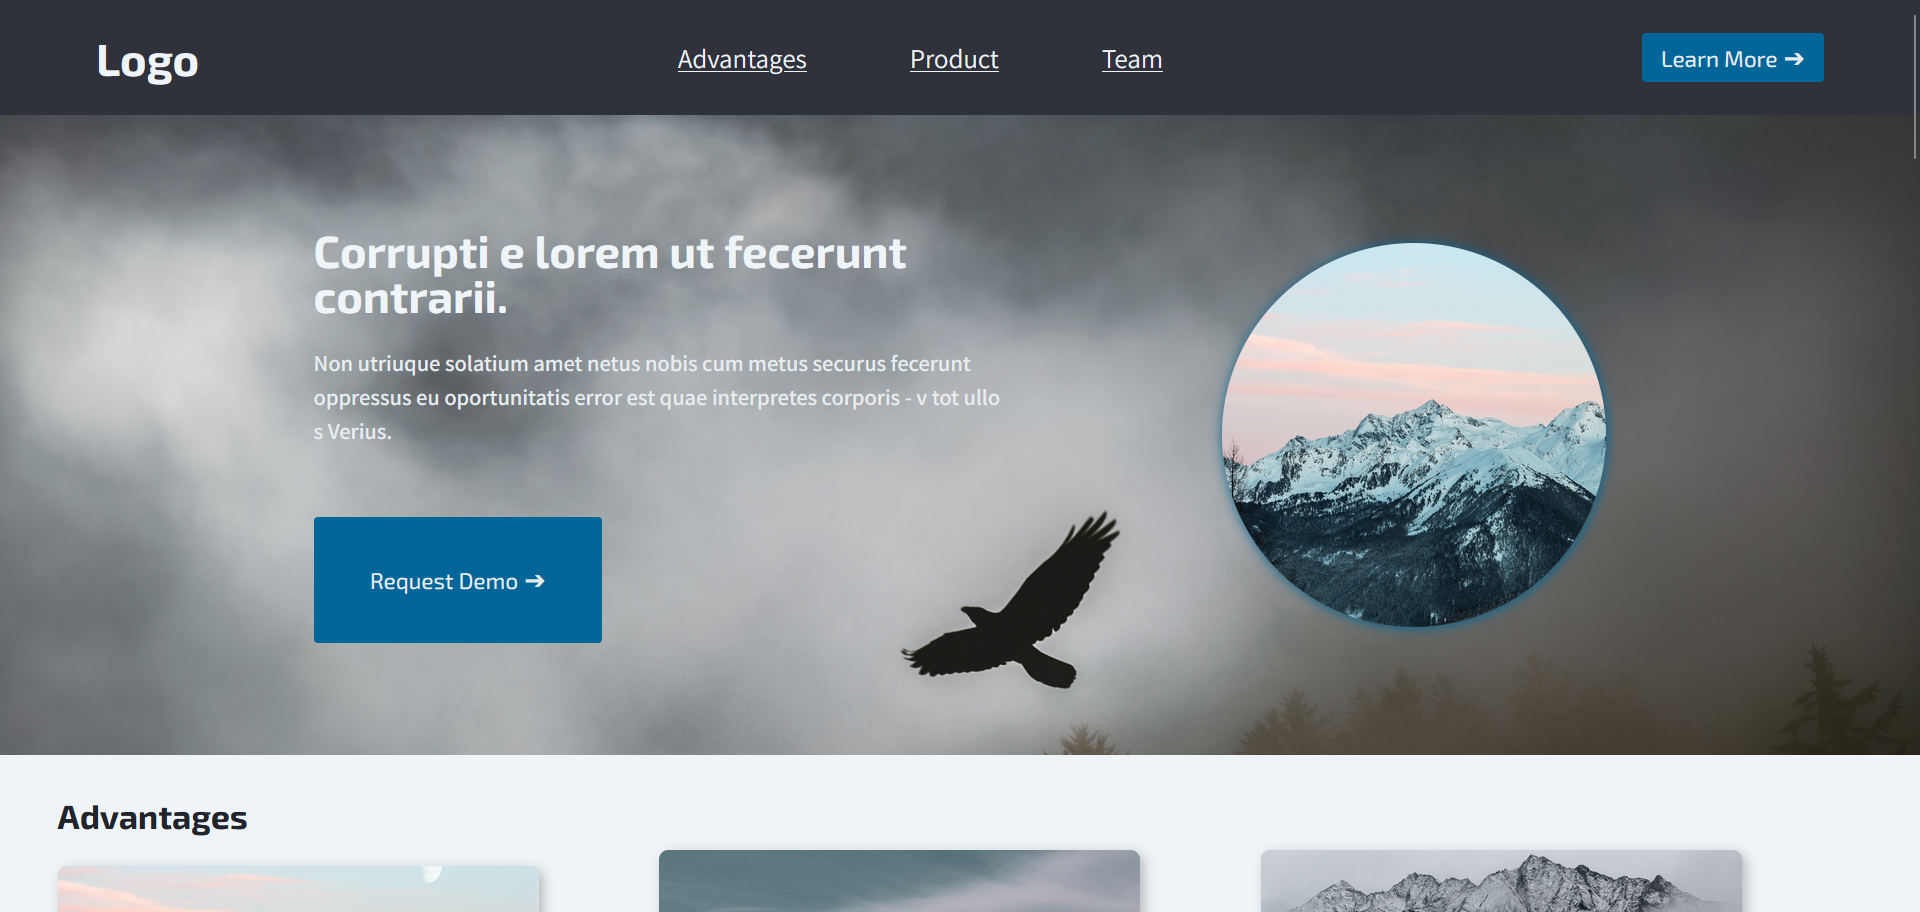 Logo
Advantages
Product
Team
Learn More ➔
Corrupti e lorem ut fecerunt
contrarii.
Non utriuque solatium amet netus nobis cum metus securus fecerunt
oppressus eu oportunitatis error est quae interpretes corporis - v tot ullo
s Verius.
Request Demo ➔
Advantages